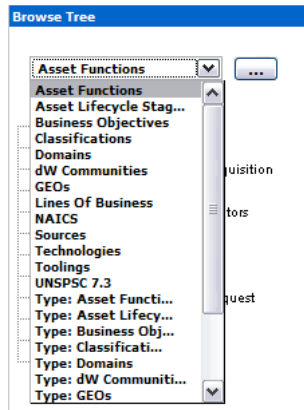 Browse Tree
Asset Functions
...
Asset Functions
Asset Lifecycle Stag...
Business Objectives
Classifications
Domains
dW Communities
uisition
GEOs
Lines Of Business
tors
NAICS
Sources
Technologies
Toolings
UNSPSC 7.3
Type: Asset Functi...
quest
Type: Asset Lifecy...
Type: Business Obj...
Type: Classificati...
Type: Domains
Type: dW Communiti...
Type: GEOs